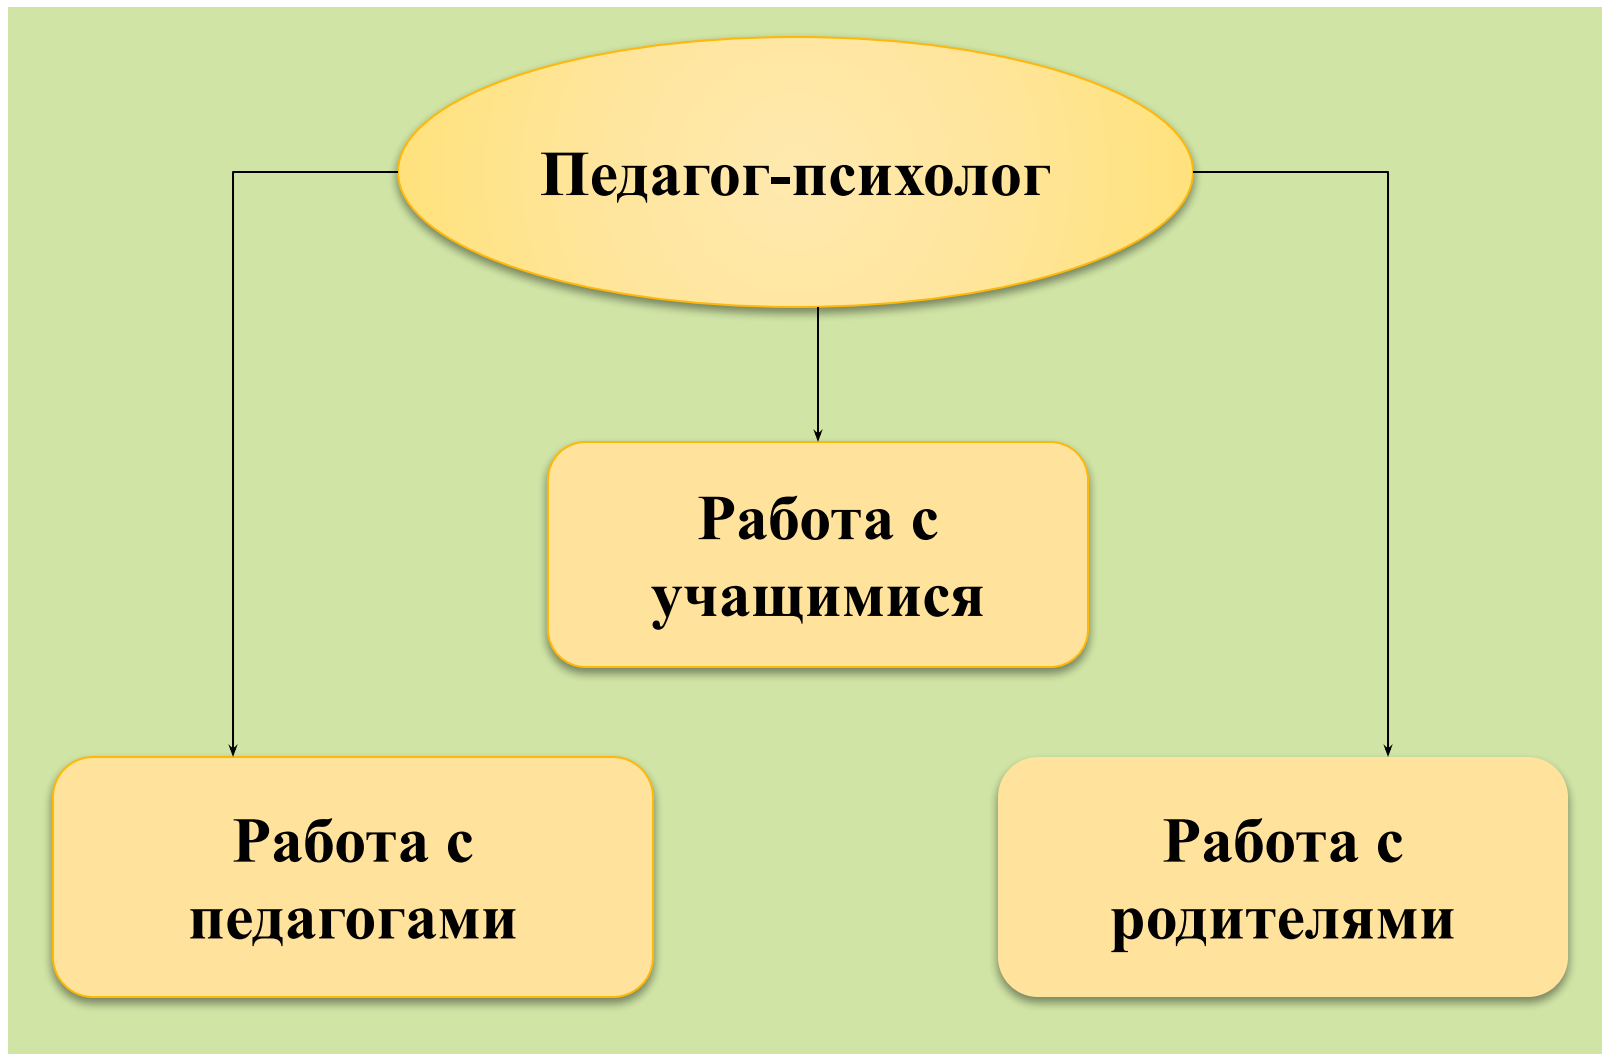 Педагог-психолог
Работа с
учащимися
Работа с
педагогами
Работа с
родителями